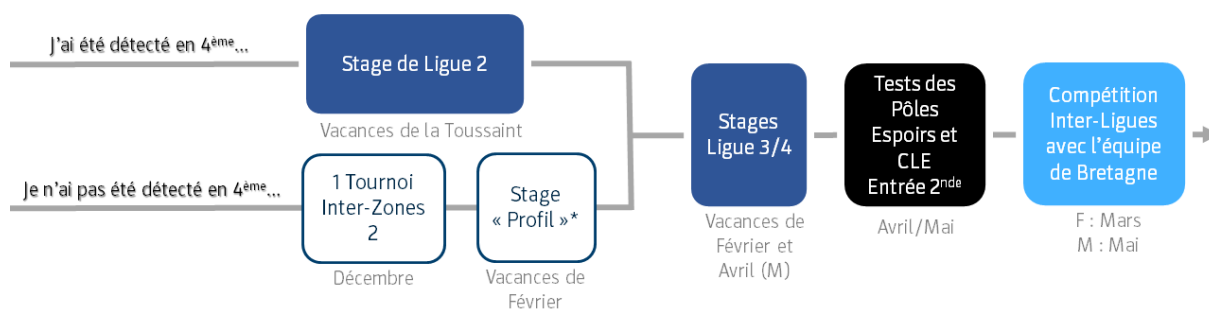 J'ai été détecté en 4ème...
Stage de Ligue 2
Vacances de la Toussaint
Je n'ai pas été détecté en 4ème...
1 Tournoi
Inter-Zones
2
Décembre
Stage
« Profil »*
Vacances de
Février
Stages
Ligue 3/4
Vacances de
Février et
Avril (M)
Tests des
Pôles
Espoirs et
CLE
Entrée 2nde
Avril/Mai
Compétition
Inter-Ligues
avec l'équipe
de Bretagne
F : Mars
M : Mai